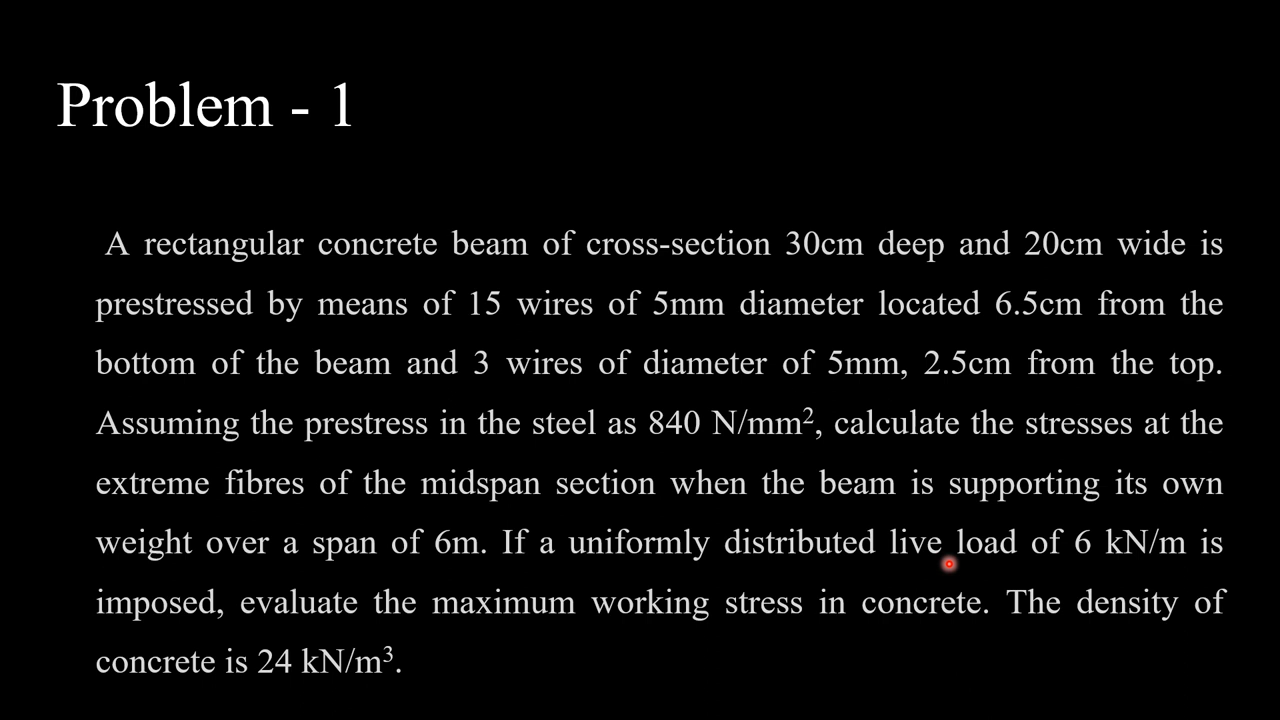 Problem - 1
A rectangular concrete beam of cross-section 30cm deep and 20cm wide is
prestressed by means of 15 wires of 5mm diameter located 6.5cm from the
bottom of the beam and 3 wires of diameter of 5mm, 2.5cm from the top.
Assuming the prestress in the steel as 840 N/mm², calculate the stresses at the
extreme fibres of the midspan section when the beam is supporting its own
weight over a span of 6m. If a uniformly distributed live load of 6 kN/m is
imposed, evaluate the maximum working stress in concrete. The density of
concrete is 24 kN/m³.